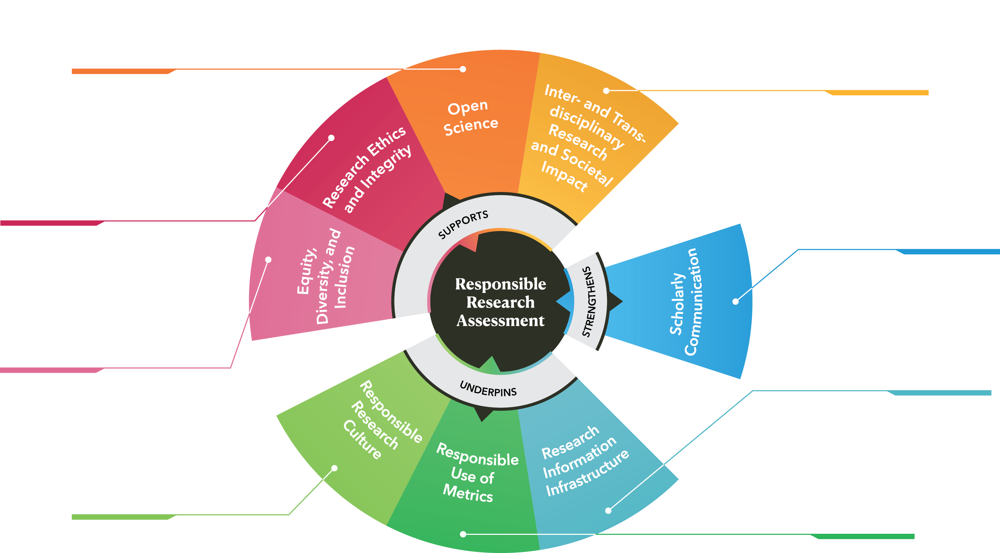 Open
Science
Inter- and Trans-
disciplinary
Research
and Societal
Impact
Research Ethics
and Integrity
Equity,
Diversity, and
Inclusion
SUPPORTS
Responsible
Research
Assessment
STRENGTHENS
Scholarly
Communication
UNDERPINS
Responsible
Research
Culture
Responsible
Use of
Metrics
Research
Information
Infrastructure